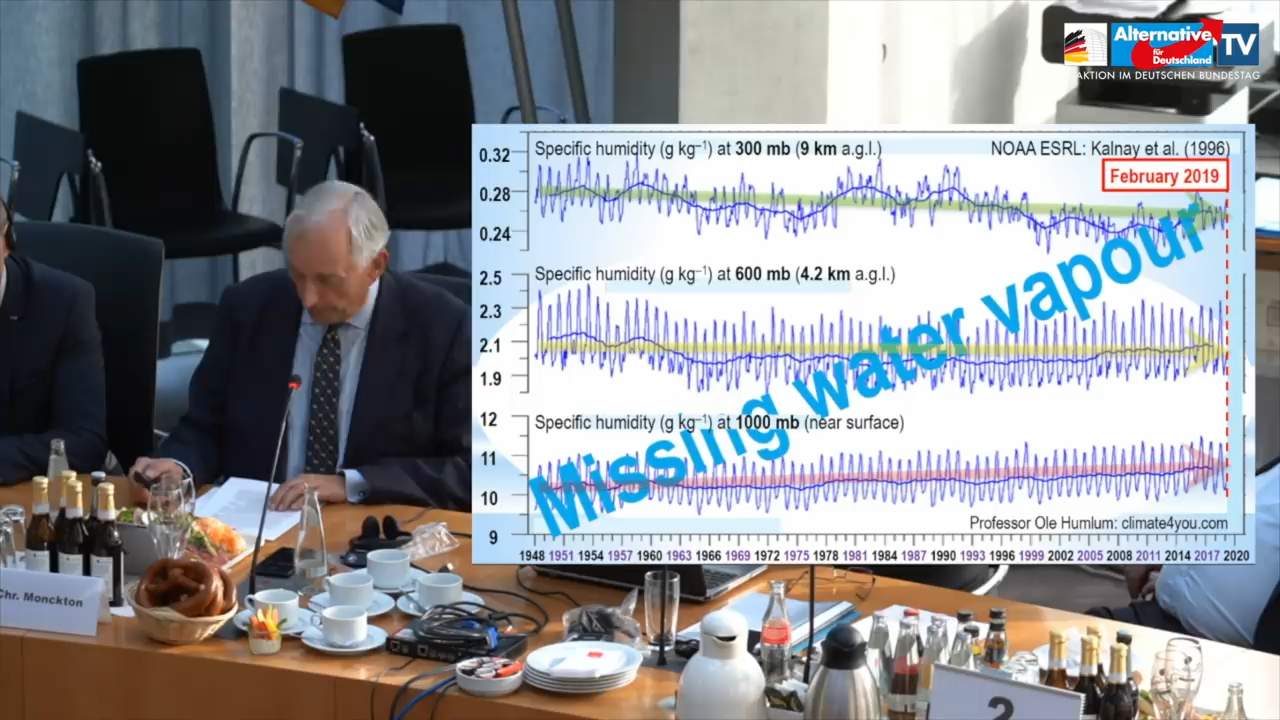 Alternative
für
Deutschland
TV
AKTION IM DEUTSCHEN BUNDESTAG
Specific humidity (g kg⁻¹) at 300 mb (9 km a.g.l.)
NOAA ESRL: Kalnay et al. (1996)
February 2019
0.32
0.28
0.24
Specific humidity (g kg⁻¹) at 600 mb (4.2 km a.g.l.)
2.5
2.3
2.1
1.9
Missing water vapour
Specific humidity (g kg⁻¹) at 1000 mb (near surface)
12
11
10
9
Professor Ole Humlum: climate4you.com
1948 1951 1954 1957 1960 1963 1966 1969 1972 1975 1978 1981 1984 1987 1990 1993 1996 1999 2002 2005 2008 2011 2014 2017 2020
Chr. Monckton
2